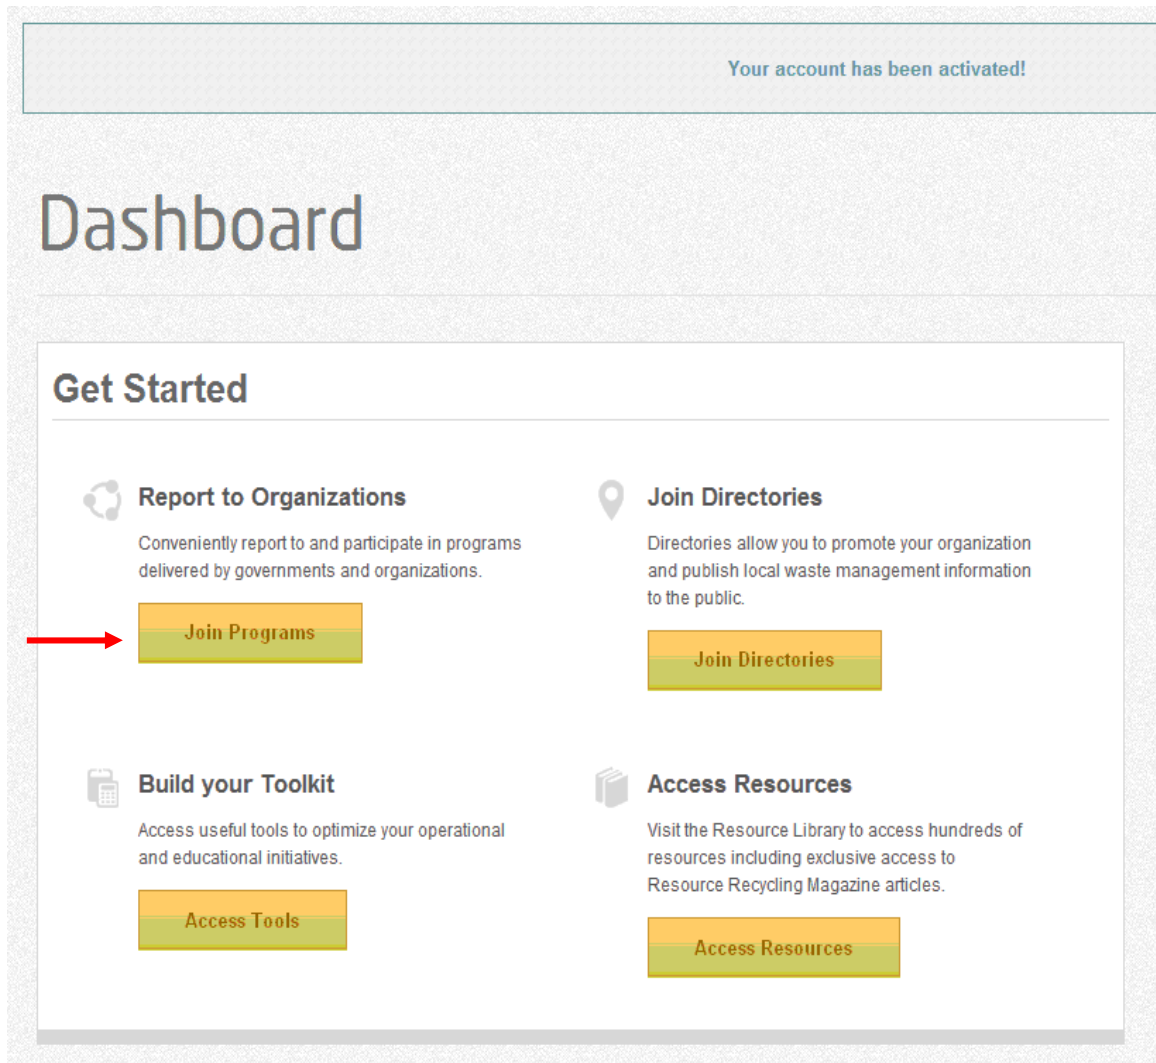 Your account has been activated!
Dashboard
Get Started
Report to Organizations
Conveniently report to and participate in programs
delivered by governments and organizations.
Join Programs
Join Directories
Directories allow you to promote your organization
and publish local waste management information
to the public.
Join Directories
Build your Toolkit
Access useful tools to optimize your operational
and educational initiatives.
Access Tools
Access Resources
Visit the Resource Library to access hundreds of
resources including exclusive access to
Resource Recycling Magazine articles.
Access Resources